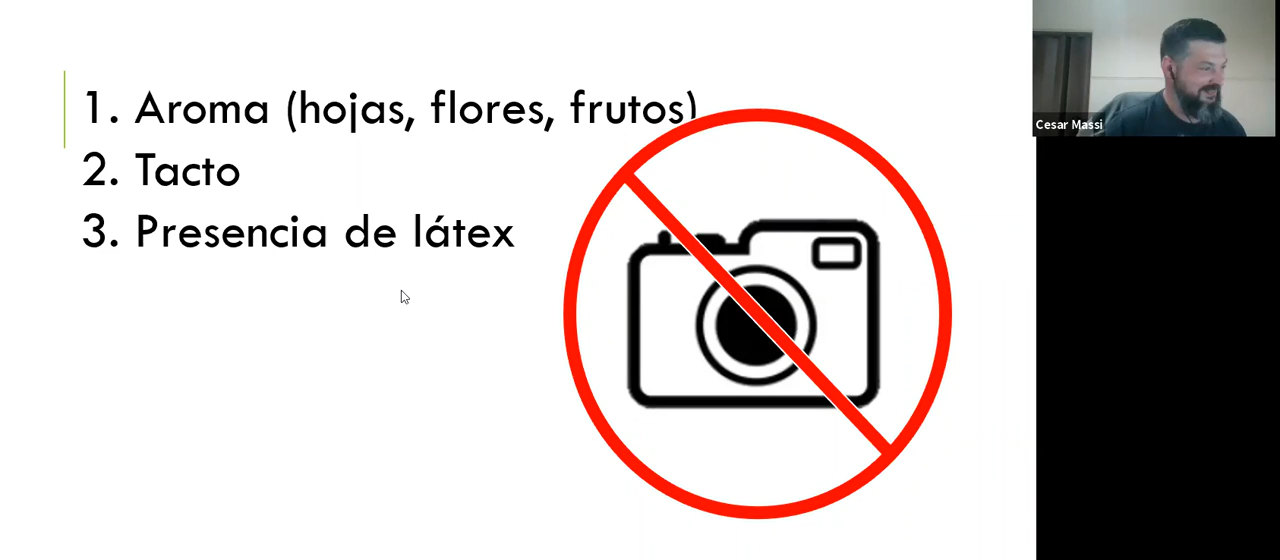 1. Aroma (hojas, flores, frutos)
2. Tacto
3. Presencia de látex
Cesar Massi